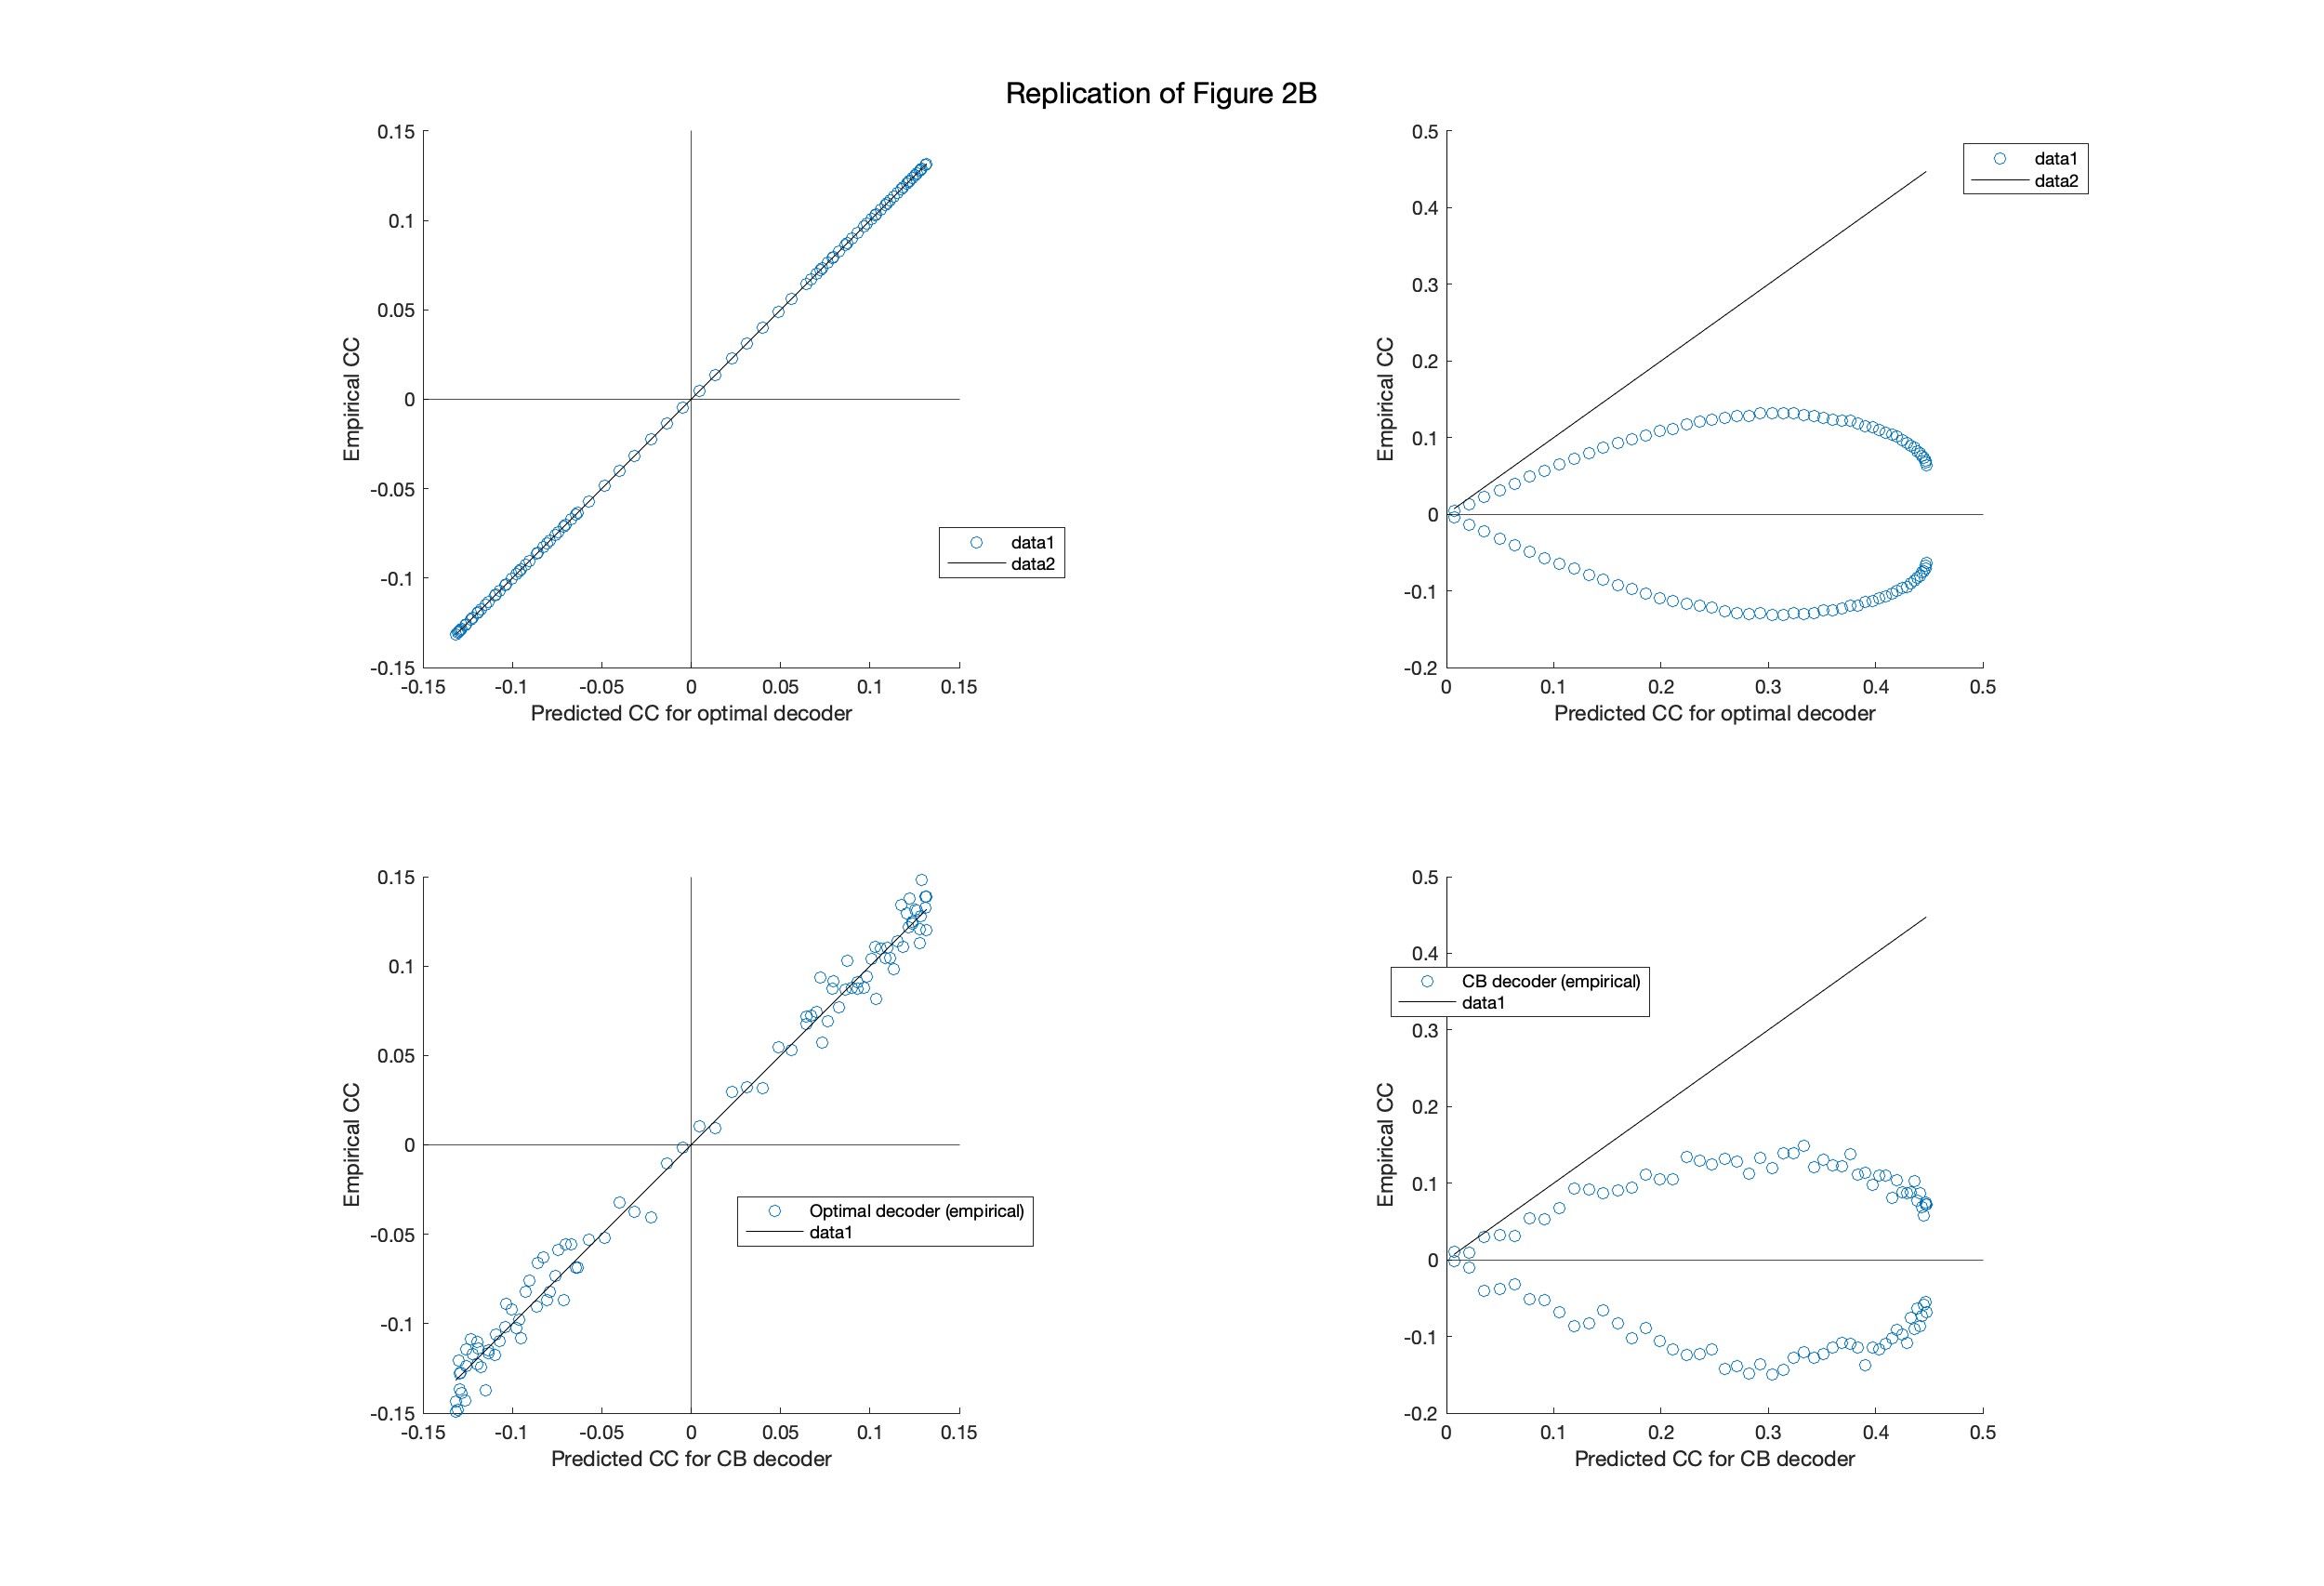 Replication of Figure 2B
0.15
0.1
0.05
0
-0.05
-0.1
-0.15
Empirical CC
-0.15 -0.1 -0.05 0 0.05 0.1 0.15
Predicted CC for optimal decoder
data1
data2
0.5
0.4
0.3
0.2
0.1
0
-0.1
-0.2
Empirical CC
0 0.1 0.2 0.3 0.4 0.5
Predicted CC for optimal decoder
data1
data2
0.15
0.1
0.05
0
-0.05
-0.1
-0.15
Empirical CC
-0.15 -0.1 -0.05 0 0.05 0.1 0.15
Predicted CC for CB decoder
Optimal decoder (empirical)
data1
0.5
0.4
0.3
0.2
0.1
0
-0.1
-0.2
Empirical CC
0 0.1 0.2 0.3 0.4 0.5
Predicted CC for CB decoder
CB decoder (empirical)
data1